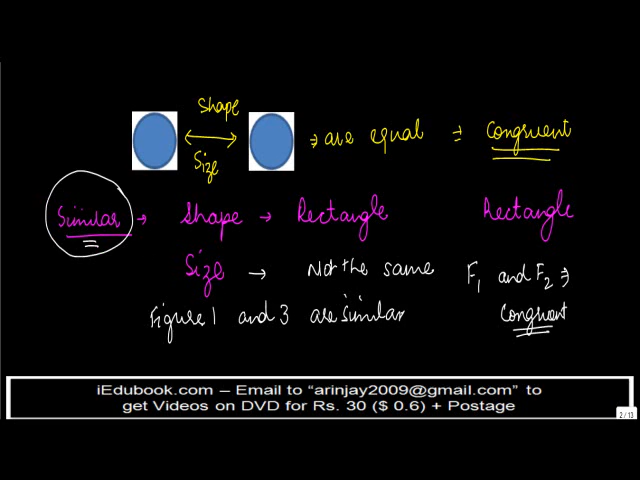 Shape
Size
⇒ are equal ⇒ Congruent
Similar → Shape → Rectangle Rectangle
Size → Not the same F1 and F2 ⇒
Figure 1 and 3 are similar Congruent
iEdubook.com – Email to “arinjay2009@gmail.com” to
get Videos on DVD for Rs. 30 ($ 0.6) + Postage
2 / 13